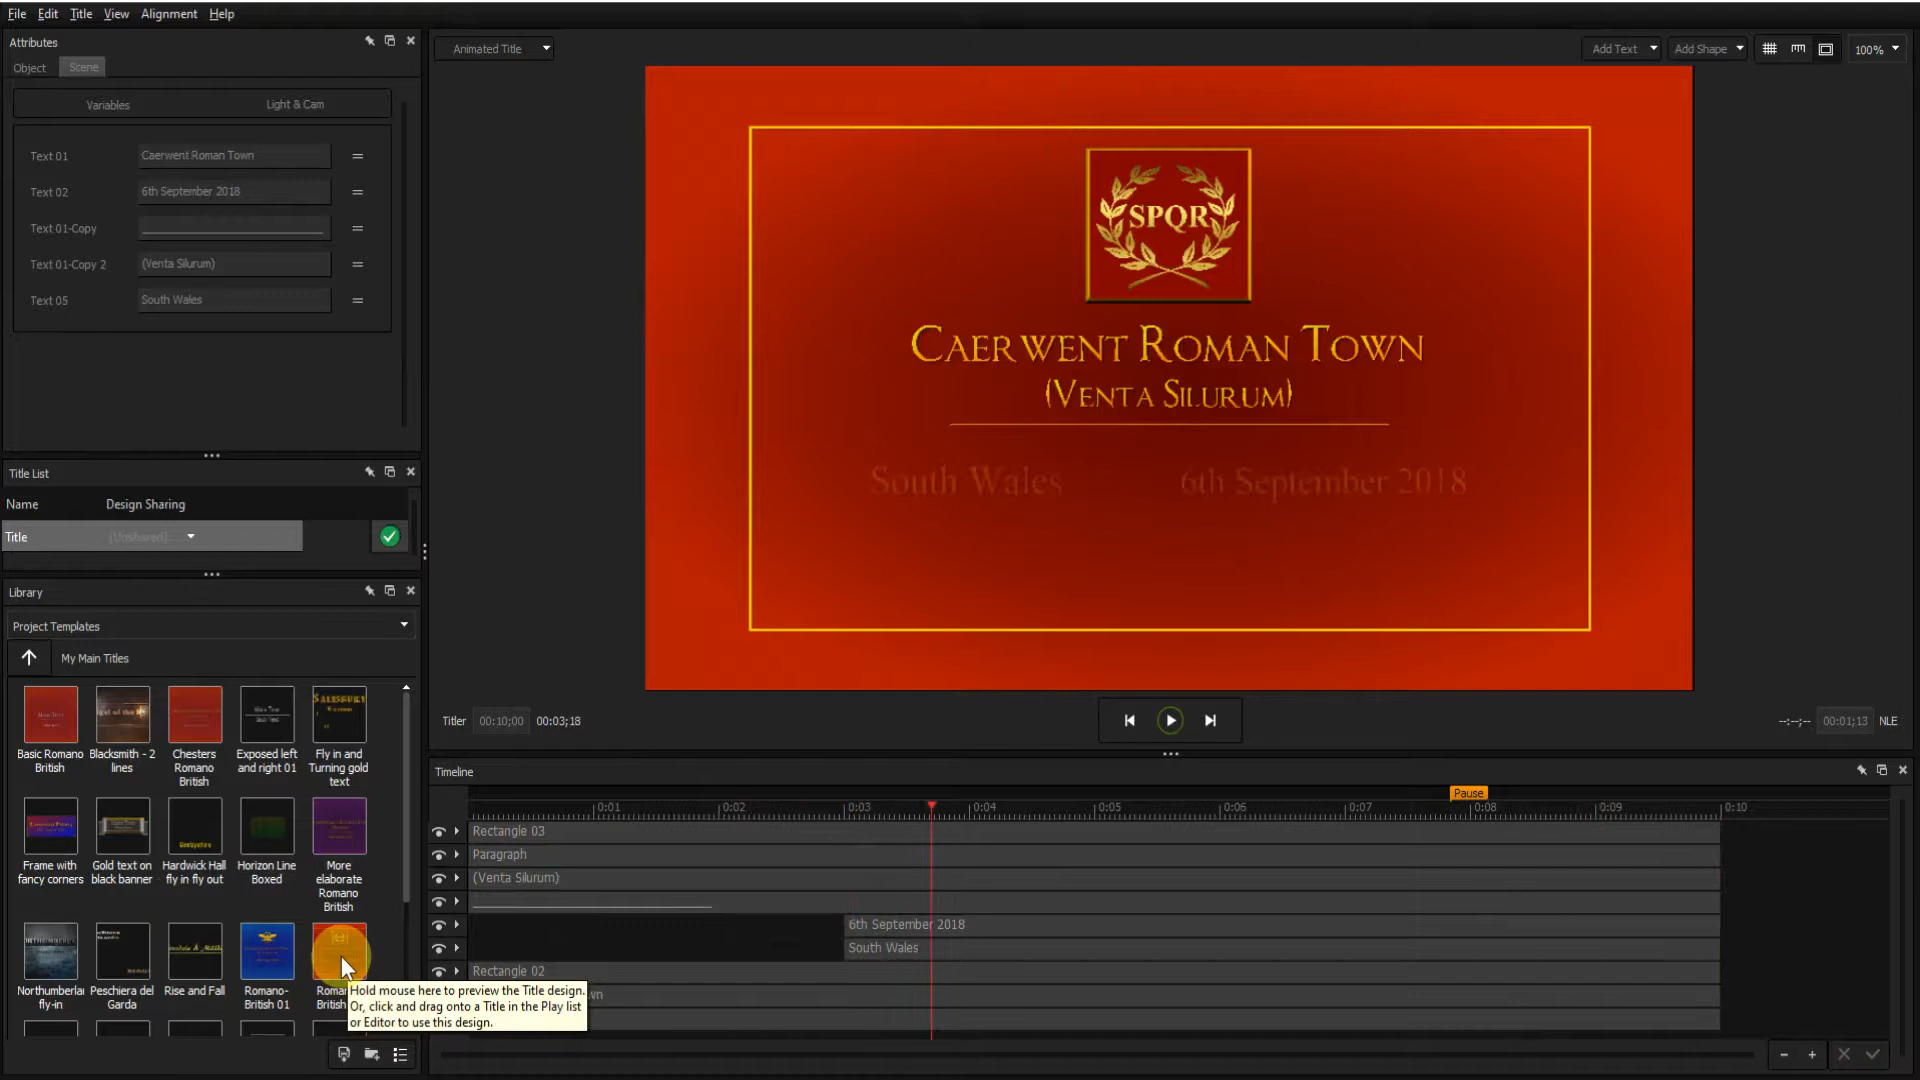 File Edit Title View Alignment Help
Attributes
Object Scene
Variables Light & Cam
Text 01 Caerwent Roman Town =
Text 02 6th September 2018 =
Text 01-Copy =
Text 01-Copy 2 (Venta Silurum) =
Text 05 South Wales =
Title List
Name Design Sharing
Title (Unshared)
Library
Project Templates
My Main Titles
Basic Romano British
Blacksmith - 2 lines
Chesters Romano British
Exposed left and right 01
Fly in and Turning gold text
Frame with fancy corners
Gold text on black banner
Hardwick Hall fly in fly out
Horizon Line Boxed
More elaborate Romano British
Northumberlan fly-in
Peschiera del Garda
Rise and Fall
Romano-British 01
British
Hold mouse here to preview the Title design.
Or, click and drag onto a Title in the Play list
or Editor to use this design.
Animated Title
Add Text Add Shape 100%
SPQR
Caerwent Roman Town
(Venta Silurum)
South Wales 6th September 2018
Titler 00:10;00 00:03;18
--:--;-- 00:01;13 NLE
Timeline
Pause
0:01 0:02 0:03 0:04 0:05 0:06 0:07 0:08 0:09 0:10
Rectangle 03
Paragraph
(Venta Silurum)
6th September 2018
South Wales
Rectangle 02